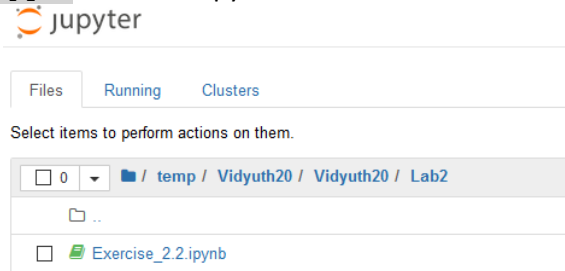 jupyter
Files Running Clusters
Select items to perform actions on them.
0 / temp / Vidyuth20 / Vidyuth20 / Lab2
..
Exercise_2.2.ipynb